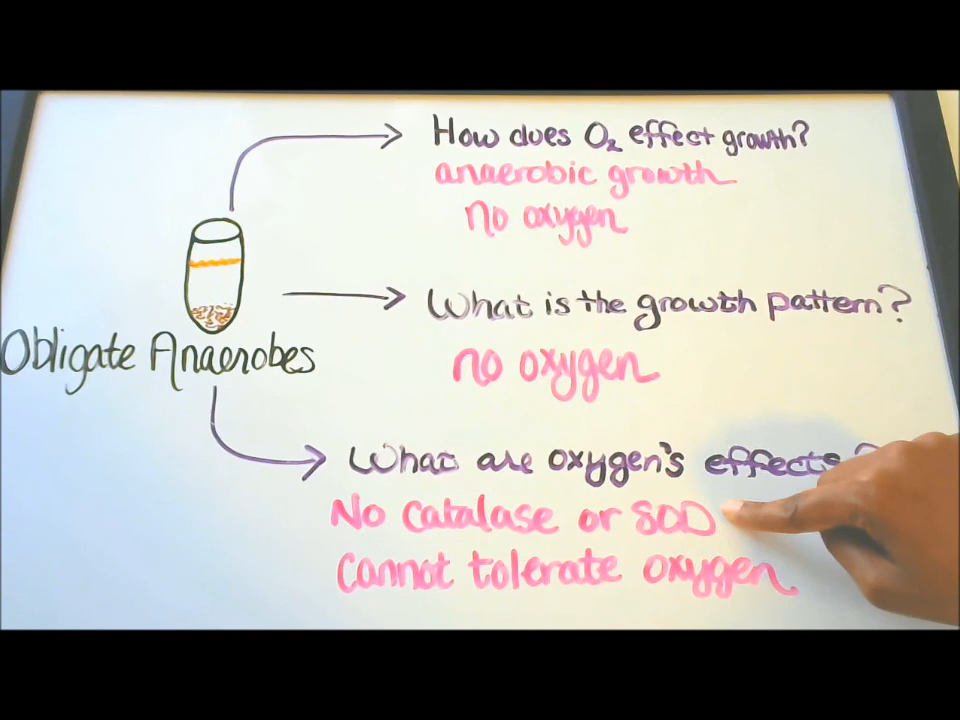 How does O₂ effect growth?
anaerobic growth
no oxygen
What is the growth pattern?
no oxygen
Obligate Anaerobes
What are oxygen's effects?
No catalase or SOD
Cannot tolerate oxygen